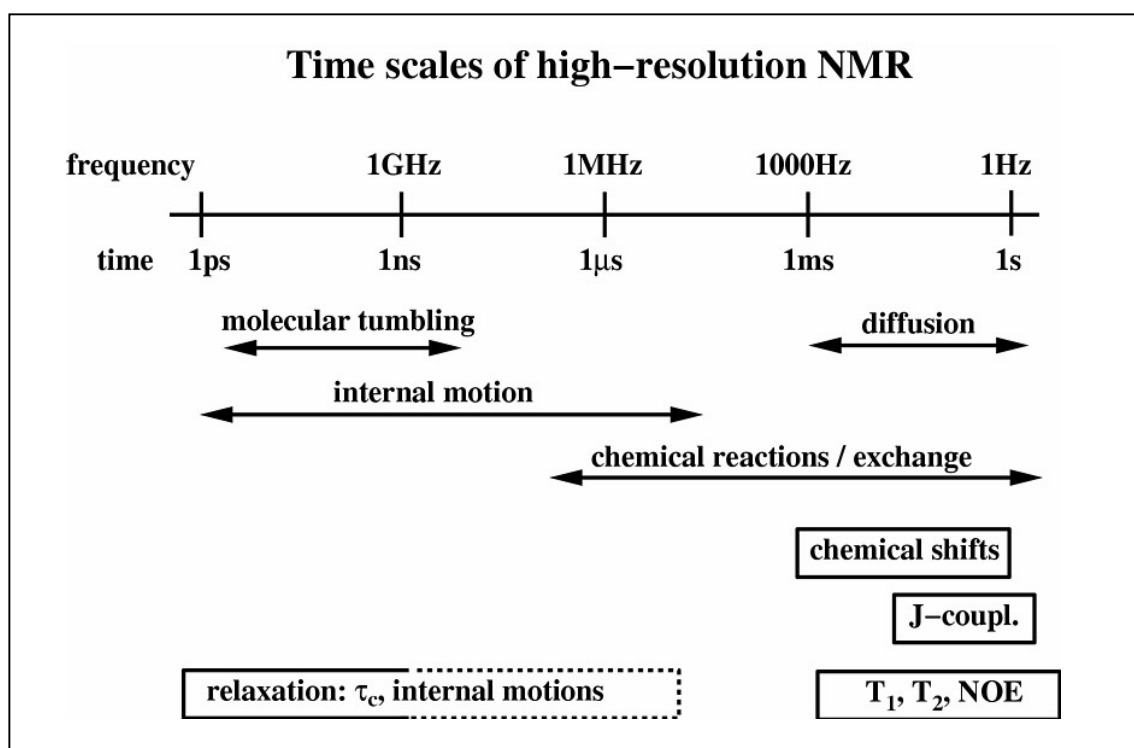 Time scales of high−resolution NMR
frequency 1GHz 1MHz 1000Hz 1Hz
time 1ps 1ns 1μs 1ms 1s
molecular tumbling diffusion
internal motion
chemical reactions / exchange
chemical shifts
J−coupl.
relaxation: τc, internal motions T1, T2, NOE